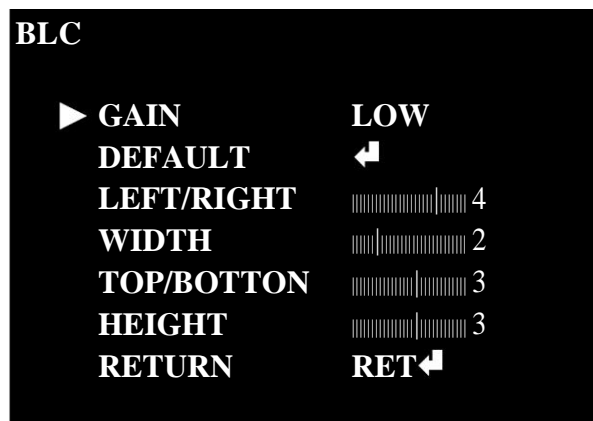 BLC
GAIN LOW
DEFAULT
LEFT/RIGHT 4
WIDTH 2
TOP/BOTTON 3
HEIGHT 3
RETURN RET